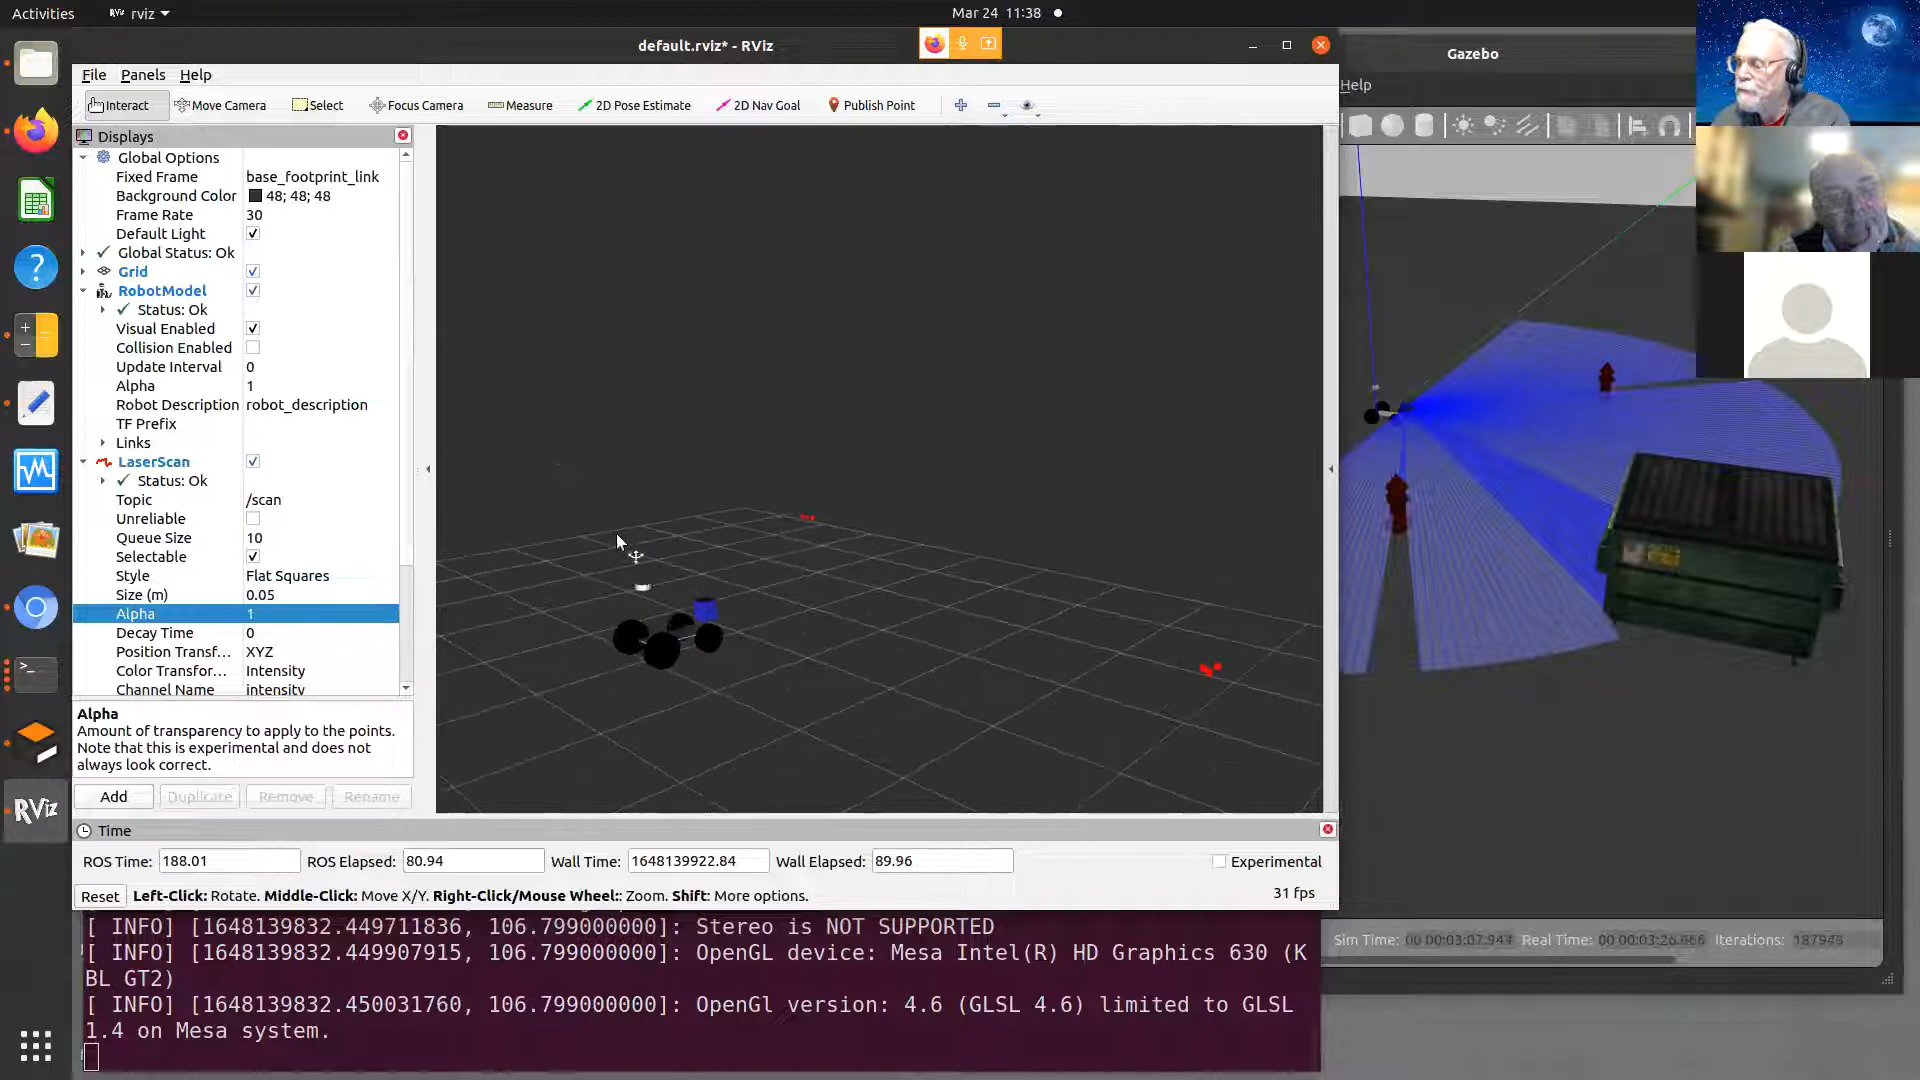 Activities
RViz rviz
Mar 24 11:38
default.rviz* - RViz
Gazebo
File Panels Help
Help
Interact Move Camera Select Focus Camera Measure 2D Pose Estimate 2D Nav Goal Publish Point
Displays
Global Options
Fixed Frame base_footprint_link
Background Color 48; 48; 48
Frame Rate 30
Default Light
Global Status: Ok
Grid
RobotModel
Status: Ok
Visual Enabled
Collision Enabled
Update Interval 0
Alpha 1
Robot Description robot_description
TF Prefix
Links
LaserScan
Status: Ok
Topic /scan
Unreliable
Queue Size 10
Selectable
Style Flat Squares
Size (m) 0.05
Alpha 1
Decay Time 0
Position Transf... XYZ
Color Transfor... Intensity
Channel Name intensity
Alpha
Amount of transparency to apply to the points.
Note that this is experimental and does not
always look correct.
Add Duplicate Remove Rename
Time
ROS Time: 188.01 ROS Elapsed: 80.94 Wall Time: 1648139922.84 Wall Elapsed: 89.96 Experimental
Reset Left-Click: Rotate. Middle-Click: Move X/Y. Right-Click/Mouse Wheel:: Zoom. Shift: More options. 31 fps
[ INFO] [1648139832.449711836, 106.799000000]: Stereo is NOT SUPPORTED
[ INFO] [1648139832.449907915, 106.799000000]: OpenGL device: Mesa Intel(R) HD Graphics 630 (K
BL GT2)
[ INFO] [1648139832.450031760, 106.799000000]: OpenGl version: 4.6 (GLSL 4.6) limited to GLSL
1.4 on Mesa system.
Sim Time: Real Time: Iterations:
RViz